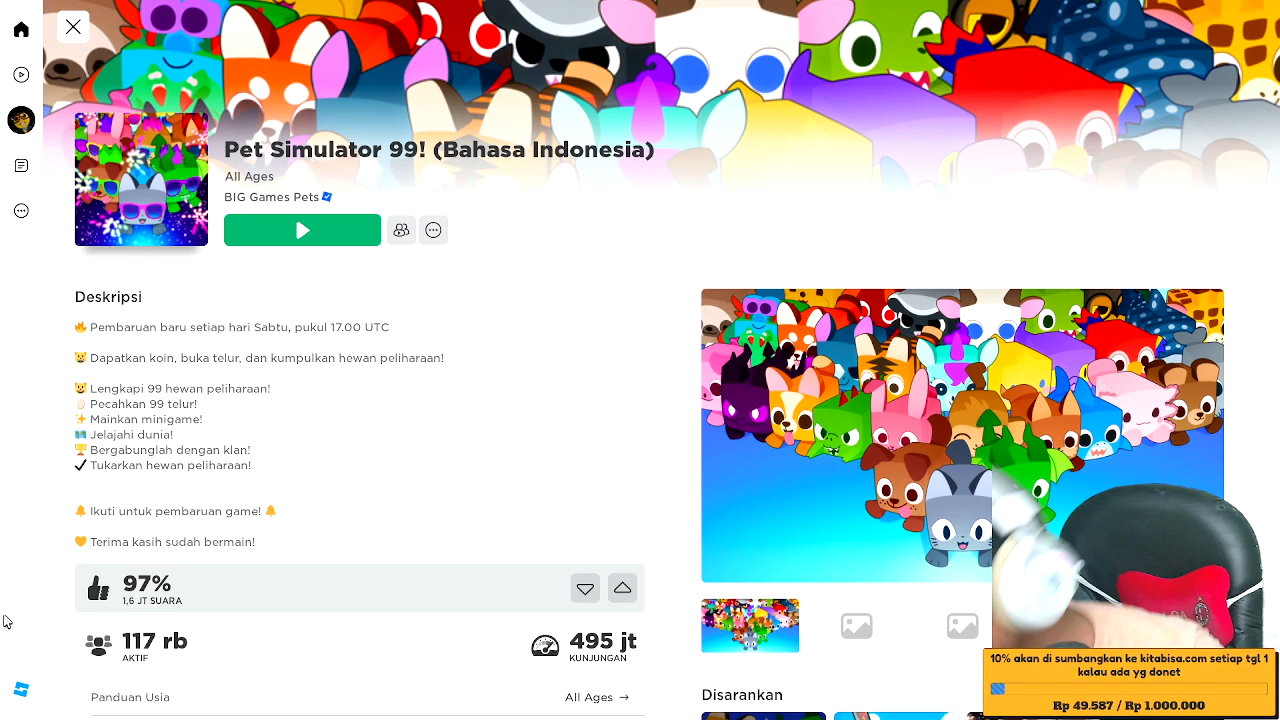 Pet Simulator 99! (Bahasa Indonesia)
All Ages
BIG Games Pets
Deskripsi
🔥 Pembaruan baru setiap hari Sabtu, pukul 17.00 UTC
😺 Dapatkan koin, buka telur, dan kumpulkan hewan peliharaan!
😺 Lengkapi 99 hewan peliharaan!
🥚 Pecahkan 99 telur!
✨ Mainkan minigame!
🗺️ Jelajahi dunia!
🏆 Bergabunglah dengan klan!
✔️ Tukarkan hewan peliharaan!
🔔 Ikuti untuk pembaruan game! 🔔
🧡 Terima kasih sudah bermain!
97%
1,6 JT SUARA
117 rb
AKTIF
495 jt
KUNJUNGAN
Panduan Usia
All Ages →
Disarankan
10% akan di sumbangkan ke kitabisa.com setiap tgl 1
kalau ada yg donet
Rp 49.587 / Rp 1.000.000